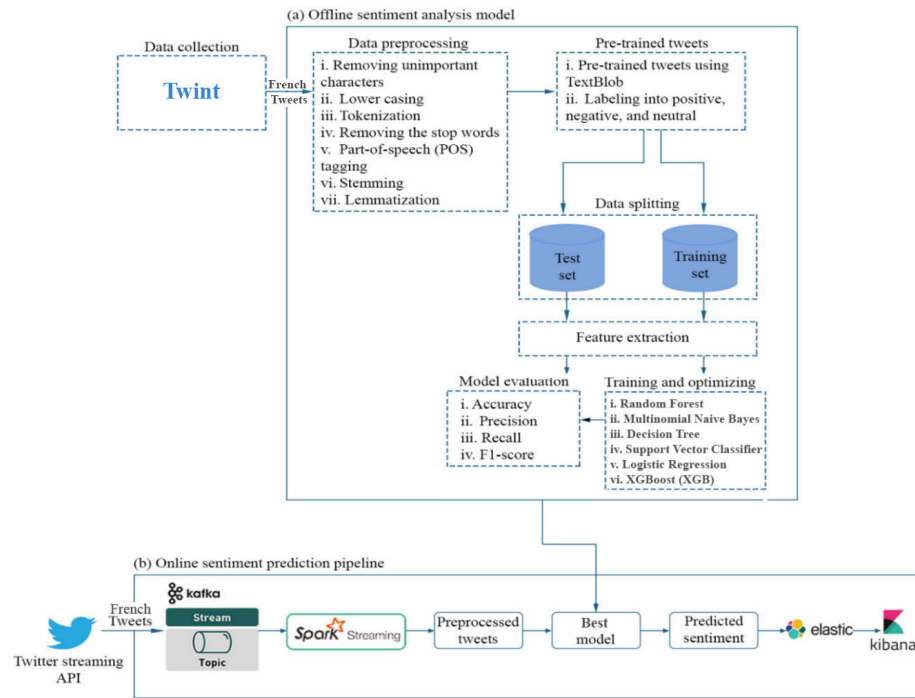 (a) Offline sentiment analysis model
Data collection
Twint
French
Tweets
Data preprocessing
i. Removing unimportant
characters
ii. Lower casing
iii. Tokenization
iv. Removing the stop words
v. Part-of-speech (POS)
tagging
vi. Stemming
vii. Lemmatization
Pre-trained tweets
i. Pre-trained tweets using
TextBlob
ii. Labeling into positive,
negative, and neutral
Data splitting
Test
set
Training
set
Feature extraction
Model evaluation
i. Accuracy
ii. Precision
iii. Recall
iv. F1-score
Training and optimizing
i. Random Forest
ii. Multinomial Naive Bayes
iii. Decision Tree
iv. Support Vector Classifier
v. Logistic Regression
vi. XGBoost (XGB)
(b) Online sentiment prediction pipeline
Twitter streaming
API
French
Tweets
kafka
Stream
Topic
Spark Streaming
Preprocessed
tweets
Best
model
Predicted
sentiment
elastic
kibana